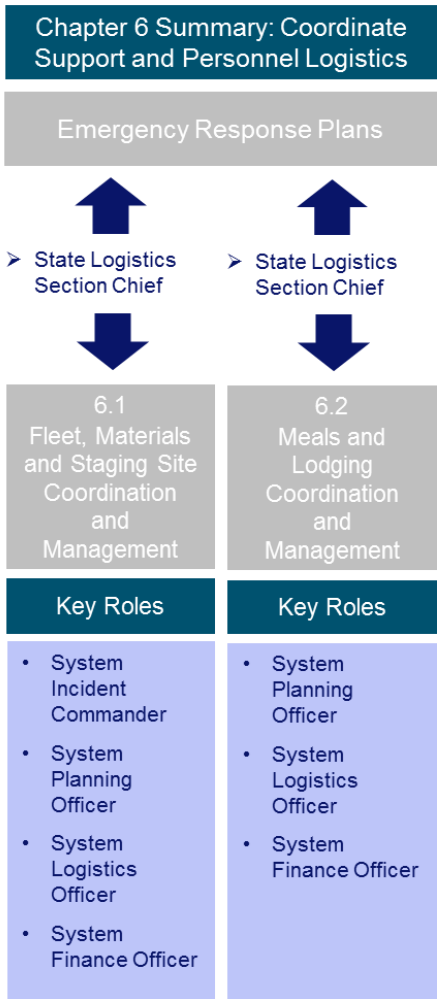 Chapter 6 Summary: Coordinate
Support and Personnel Logistics
Emergency Response Plans
➢ State Logistics
Section Chief
➢ State Logistics
Section Chief
6.1
Fleet, Materials
and Staging Site
Coordination
and
Management
6.2
Meals and
Lodging
Coordination
and
Management
Key Roles
• System
Incident
Commander
• System
Planning
Officer
• System
Logistics
Officer
• System
Finance Officer
Key Roles
• System
Planning
Officer
• System
Logistics
Officer
• System
Finance Officer